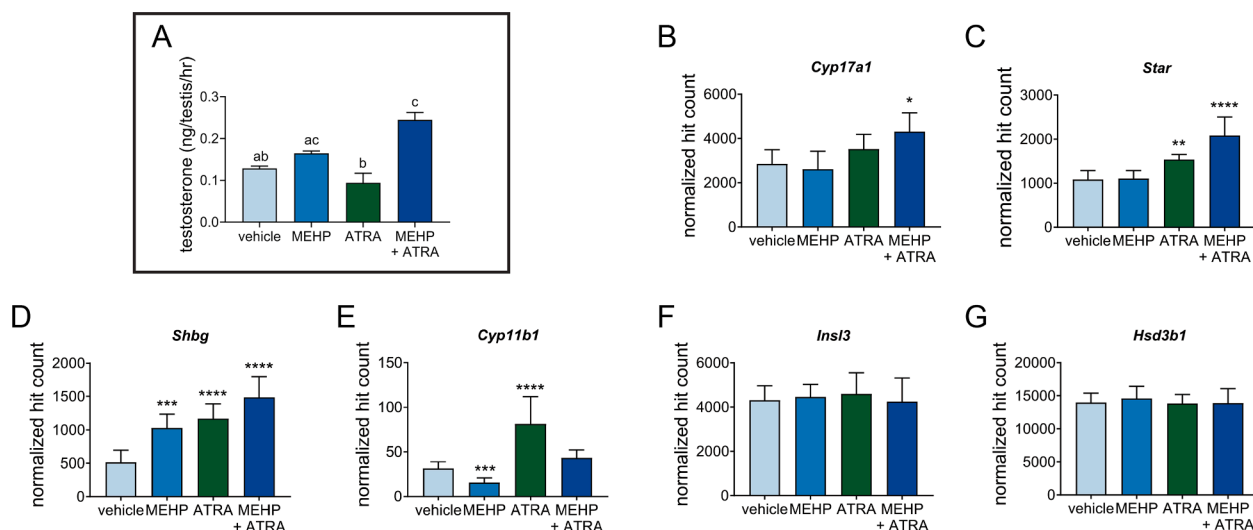 A
testosterone (ng/testis/hr)
0.3
0.2
0.1
0.0
ab
ac
b
c
vehicle MEHP ATRA MEHP
+ ATRA
B
Cyp17a1
normalized hit count
6000
4000
2000
0
*
vehicle MEHP ATRA MEHP
+ ATRA
C
Star
normalized hit count
3000
2000
1000
0
**
****
vehicle MEHP ATRA MEHP
+ ATRA
D
Shbg
normalized hit count
2000
1500
1000
500
0
***
****
****
vehicle MEHP ATRA MEHP
+ ATRA
E
Cyp11b1
normalized hit count
150
100
50
0
***
****
vehicle MEHP ATRA MEHP
+ ATRA
F
Insl3
normalized hit count
8000
6000
4000
2000
0
vehicle MEHP ATRA MEHP
+ ATRA
G
Hsd3b1
normalized hit count
20000
15000
10000
5000
0
vehicle MEHP ATRA MEHP
+ ATRA